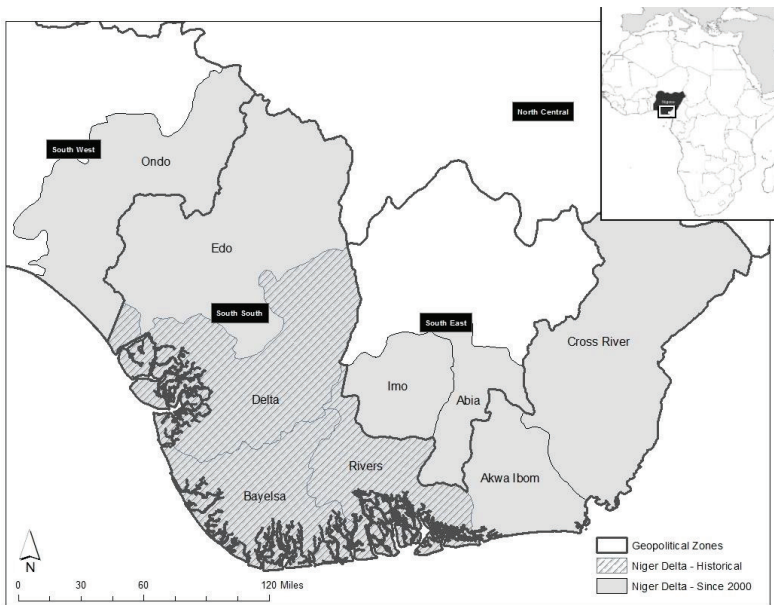 Nigeria
North Central
South West
Ondo
Edo
South South
South East
Cross River
Imo
Abia
Delta
Rivers
Akwa Ibom
Bayelsa
N
0 30 60 120 Miles
Geopolitical Zones
Niger Delta - Historical
Niger Delta - Since 2000